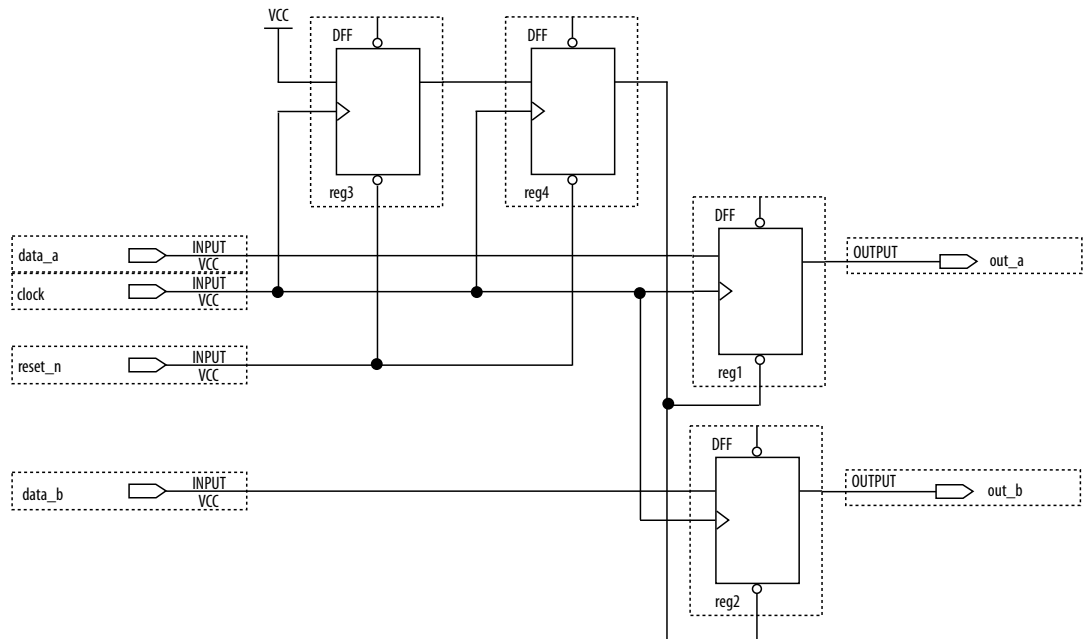 VCC
DFF
DFF
reg3
reg4
DFF
data_a
INPUT
VCC
OUTPUT
out_a
clock
INPUT
VCC
reset_n
INPUT
VCC
reg1
DFF
data_b
INPUT
VCC
OUTPUT
out_b
reg2